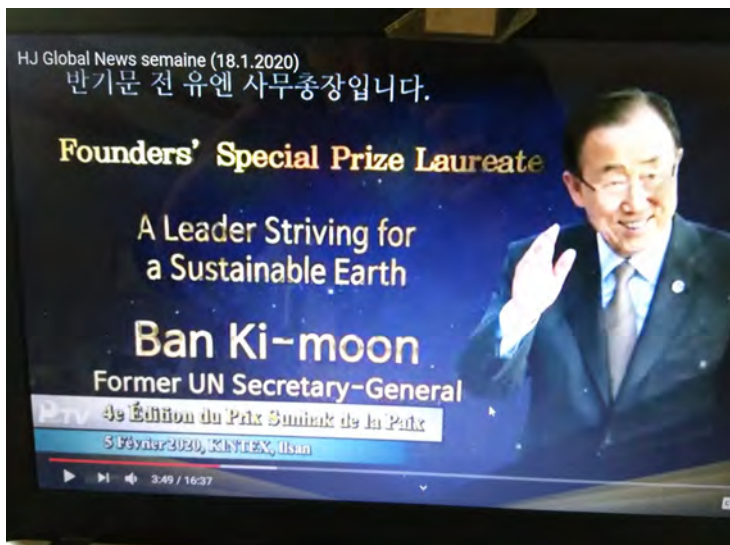 HJ Global News semaine (18.1.2020)
반기문 전 유엔 사무총장입니다.
Founders' Special Prize Laureate
A Leader Striving for
a Sustainable Earth
Ban Ki-moon
Former UN Secretary-General
4e Édition du Prix Sunhak de la Paix
5 Février 2020, KINTEX, Ilsan
3:49 / 16:37